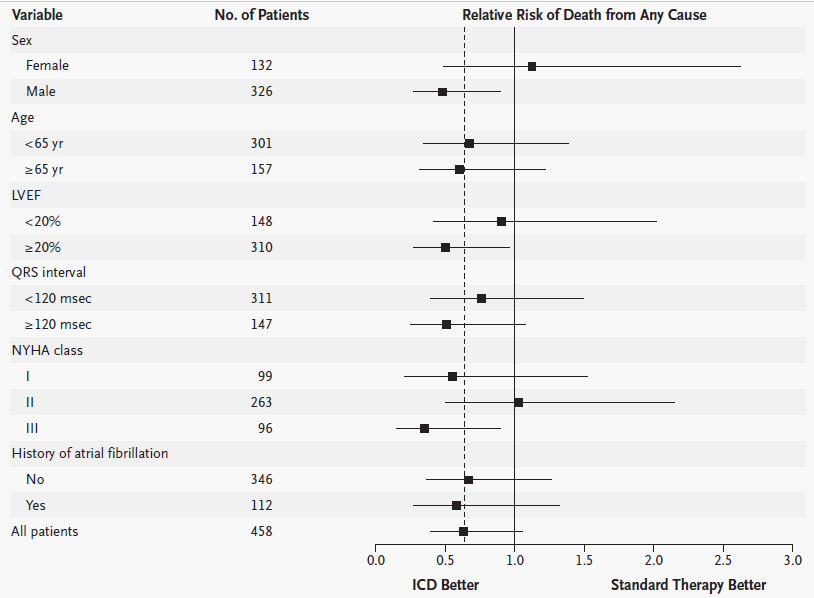 Variable No. of Patients Relative Risk of Death from Any Cause
Sex
Female 132
Male 326
Age
<65 yr 301
≥65 yr 157
LVEF
<20% 148
≥20% 310
QRS interval
<120 msec 311
≥120 msec 147
NYHA class
I 99
II 263
III 96
History of atrial fibrillation
No 346
Yes 112
All patients 458
0.0 0.5 1.0 1.5 2.0 2.5 3.0
ICD Better Standard Therapy Better